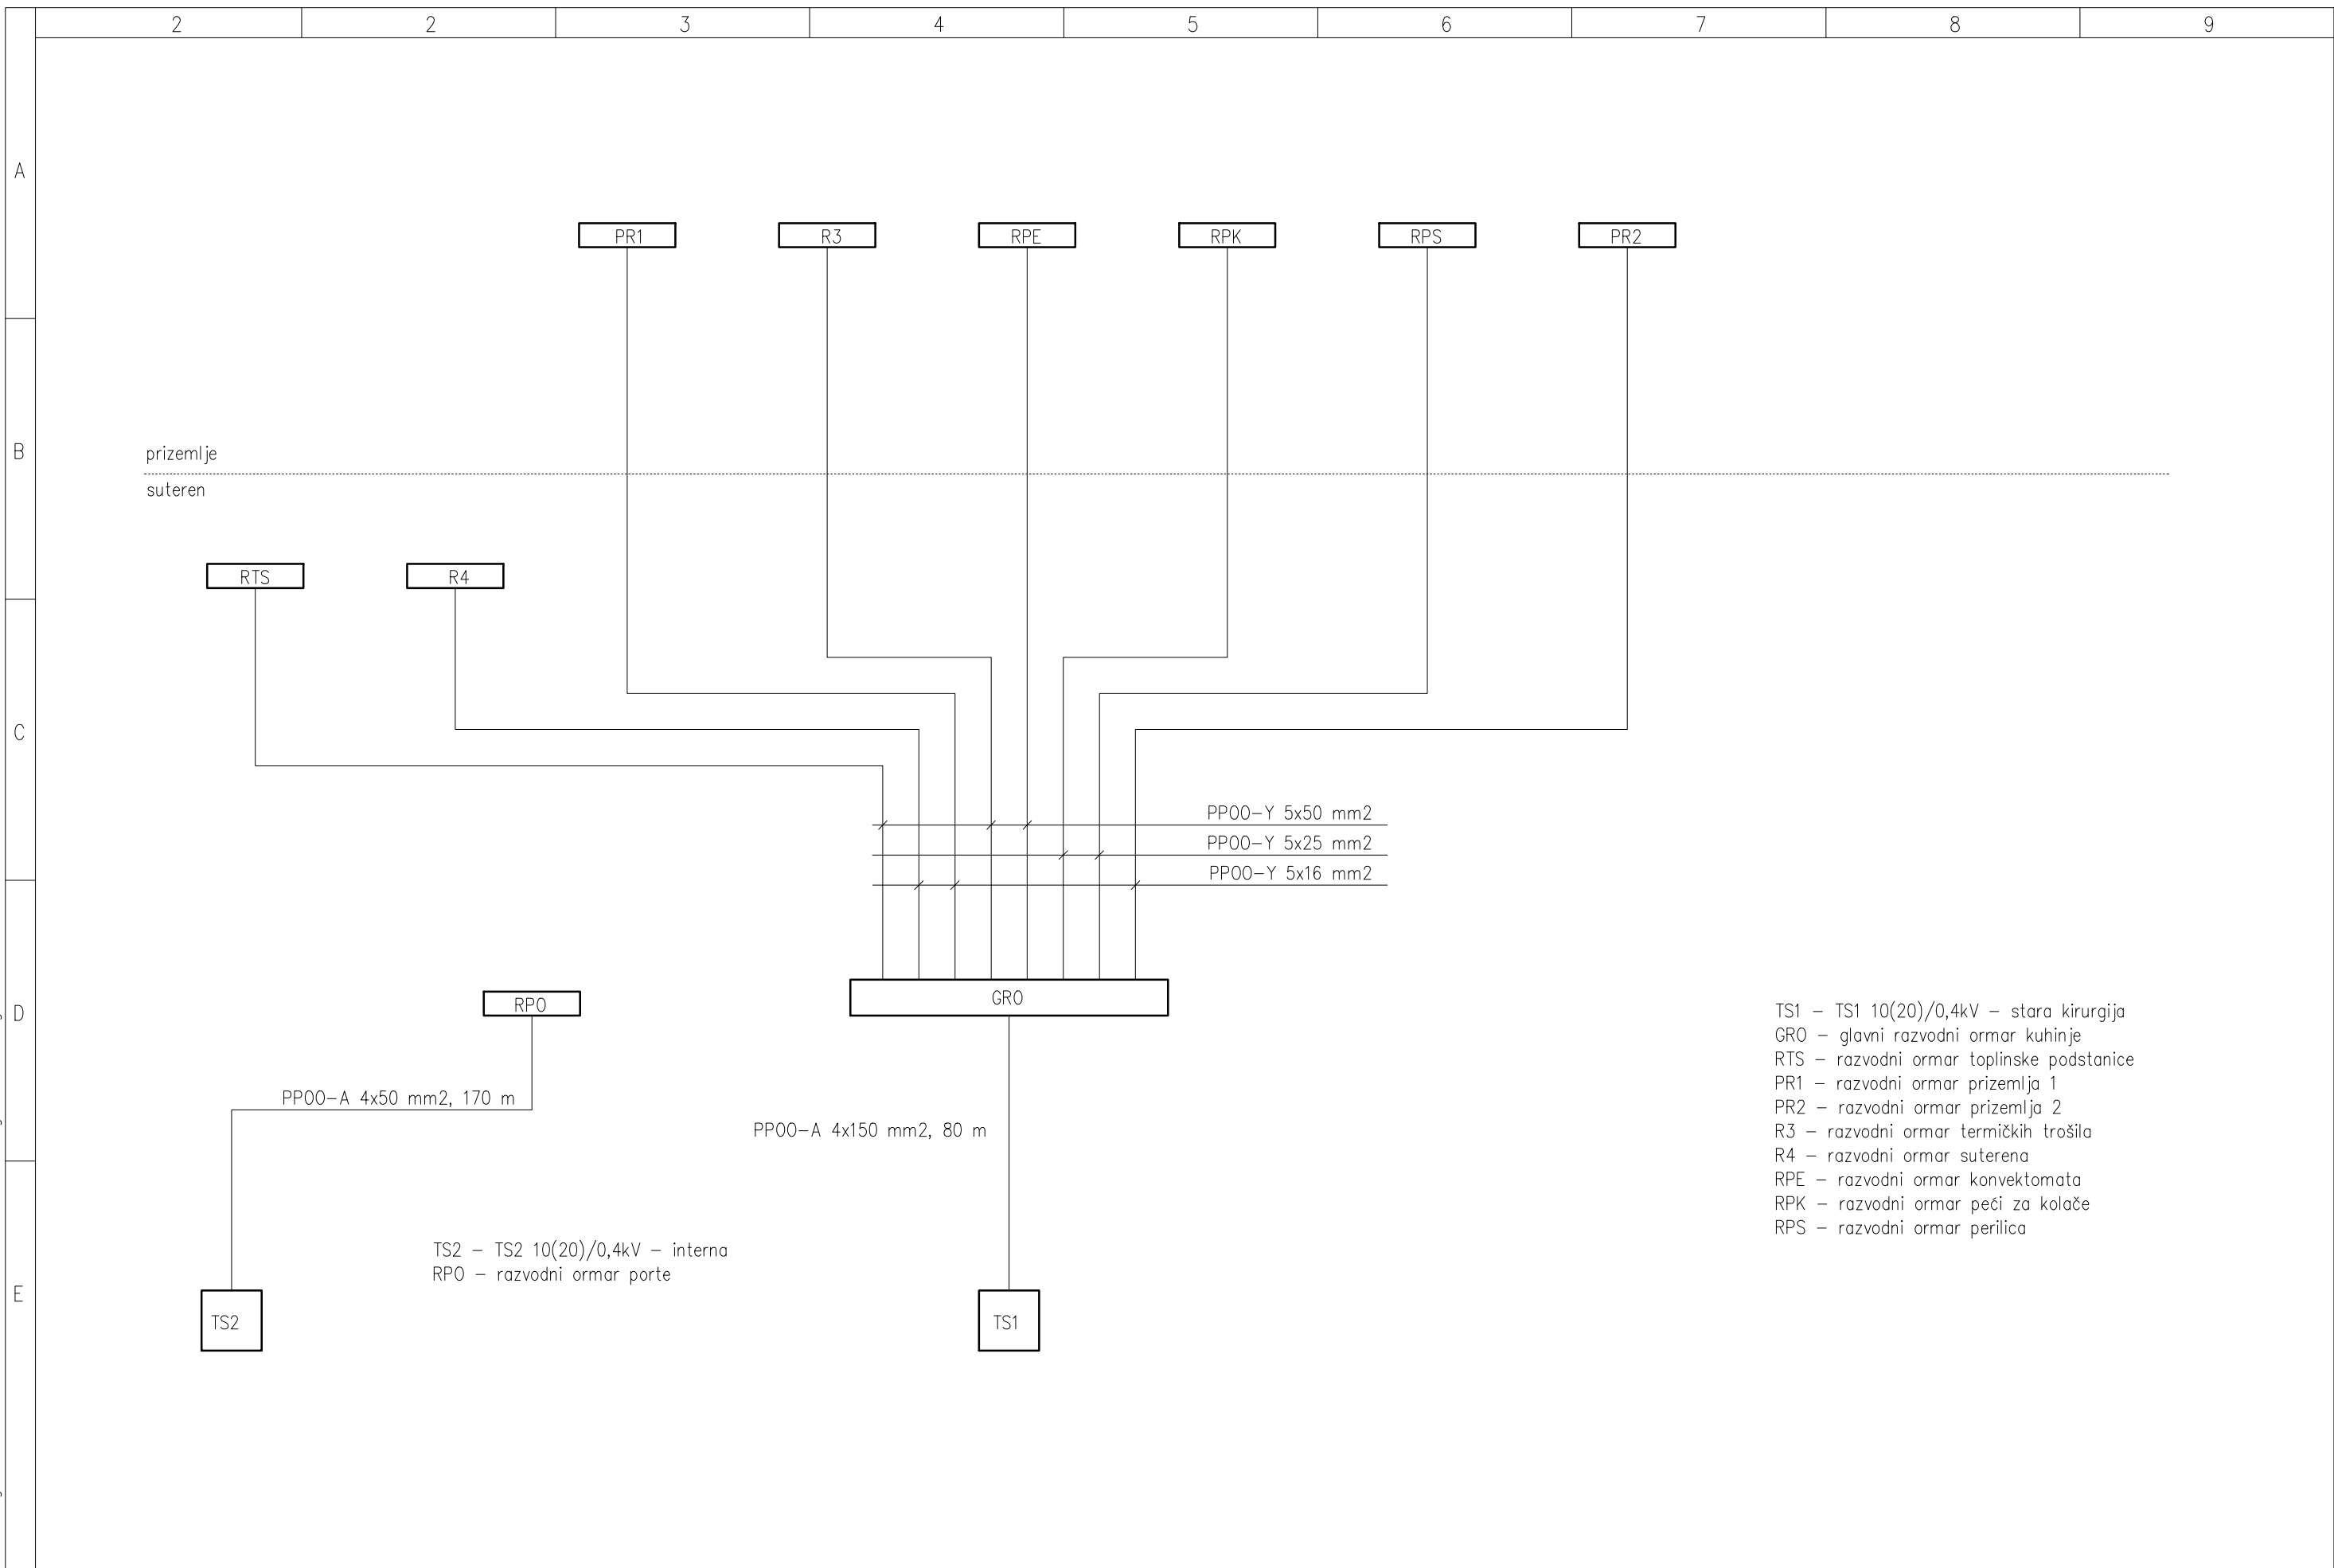 2 2 3 4 5 6 7 8 9
A
PR1 R3 RPE RPK RPS PR2
B
prizemlje
suteren
RTS R4
C
PP00-Y 5x50 mm2
PP00-Y 5x25 mm2
PP00-Y 5x16 mm2
D
RPO GRO
PP00-A 4x50 mm2, 170 m
PP00-A 4x150 mm2, 80 m
TS1 - TS1 10(20)/0,4kV - stara kirurgija
GRO - glavni razvodni ormar kuhinje
RTS - razvodni ormar toplinske podstanice
PR1 - razvodni ormar prizemlja 1
PR2 - razvodni ormar prizemlja 2
R3 - razvodni ormar termičkih trošila
R4 - razvodni ormar suterena
RPE - razvodni ormar konvektomata
RPK - razvodni ormar peći za kolače
RPS - razvodni ormar perilica
TS2 - TS2 10(20)/0,4kV - interna
RPO - razvodni ormar porte
E
TS2 TS1